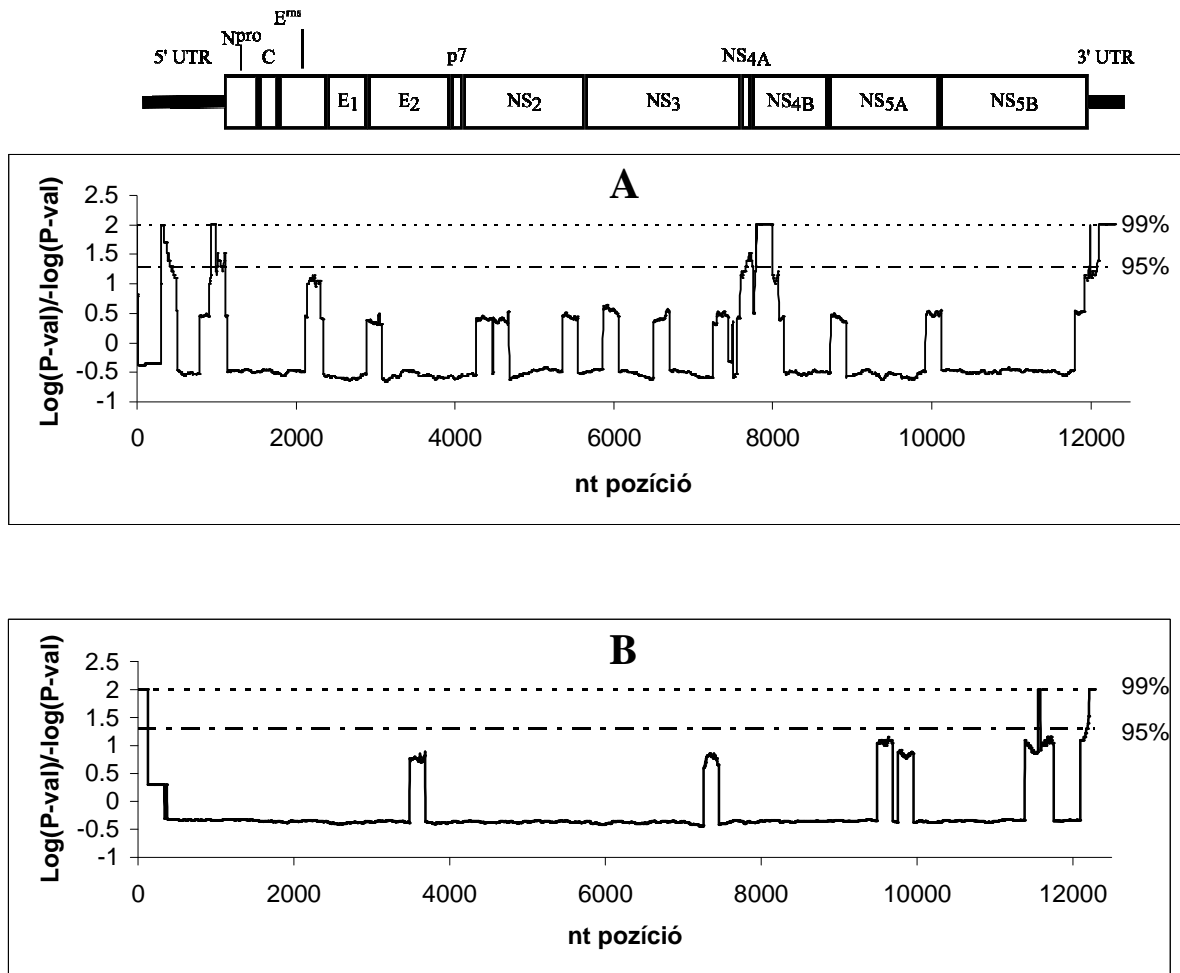 E^rns
N^pro
5' UTR C p7 NS4A 3' UTR
E1 E2 NS2 NS3 NS4B NS5A NS5B
A
Log(P-val)/-log(P-val)
2.5
2
1.5
1
0.5
0
-0.5
-1
99%
95%
0 2000 4000 6000 8000 10000 12000
nt pozíció
B
Log(P-val)/-log(P-val)
2.5
2
1.5
1
0.5
0
-0.5
-1
99%
95%
0 2000 4000 6000 8000 10000 12000
nt pozíció